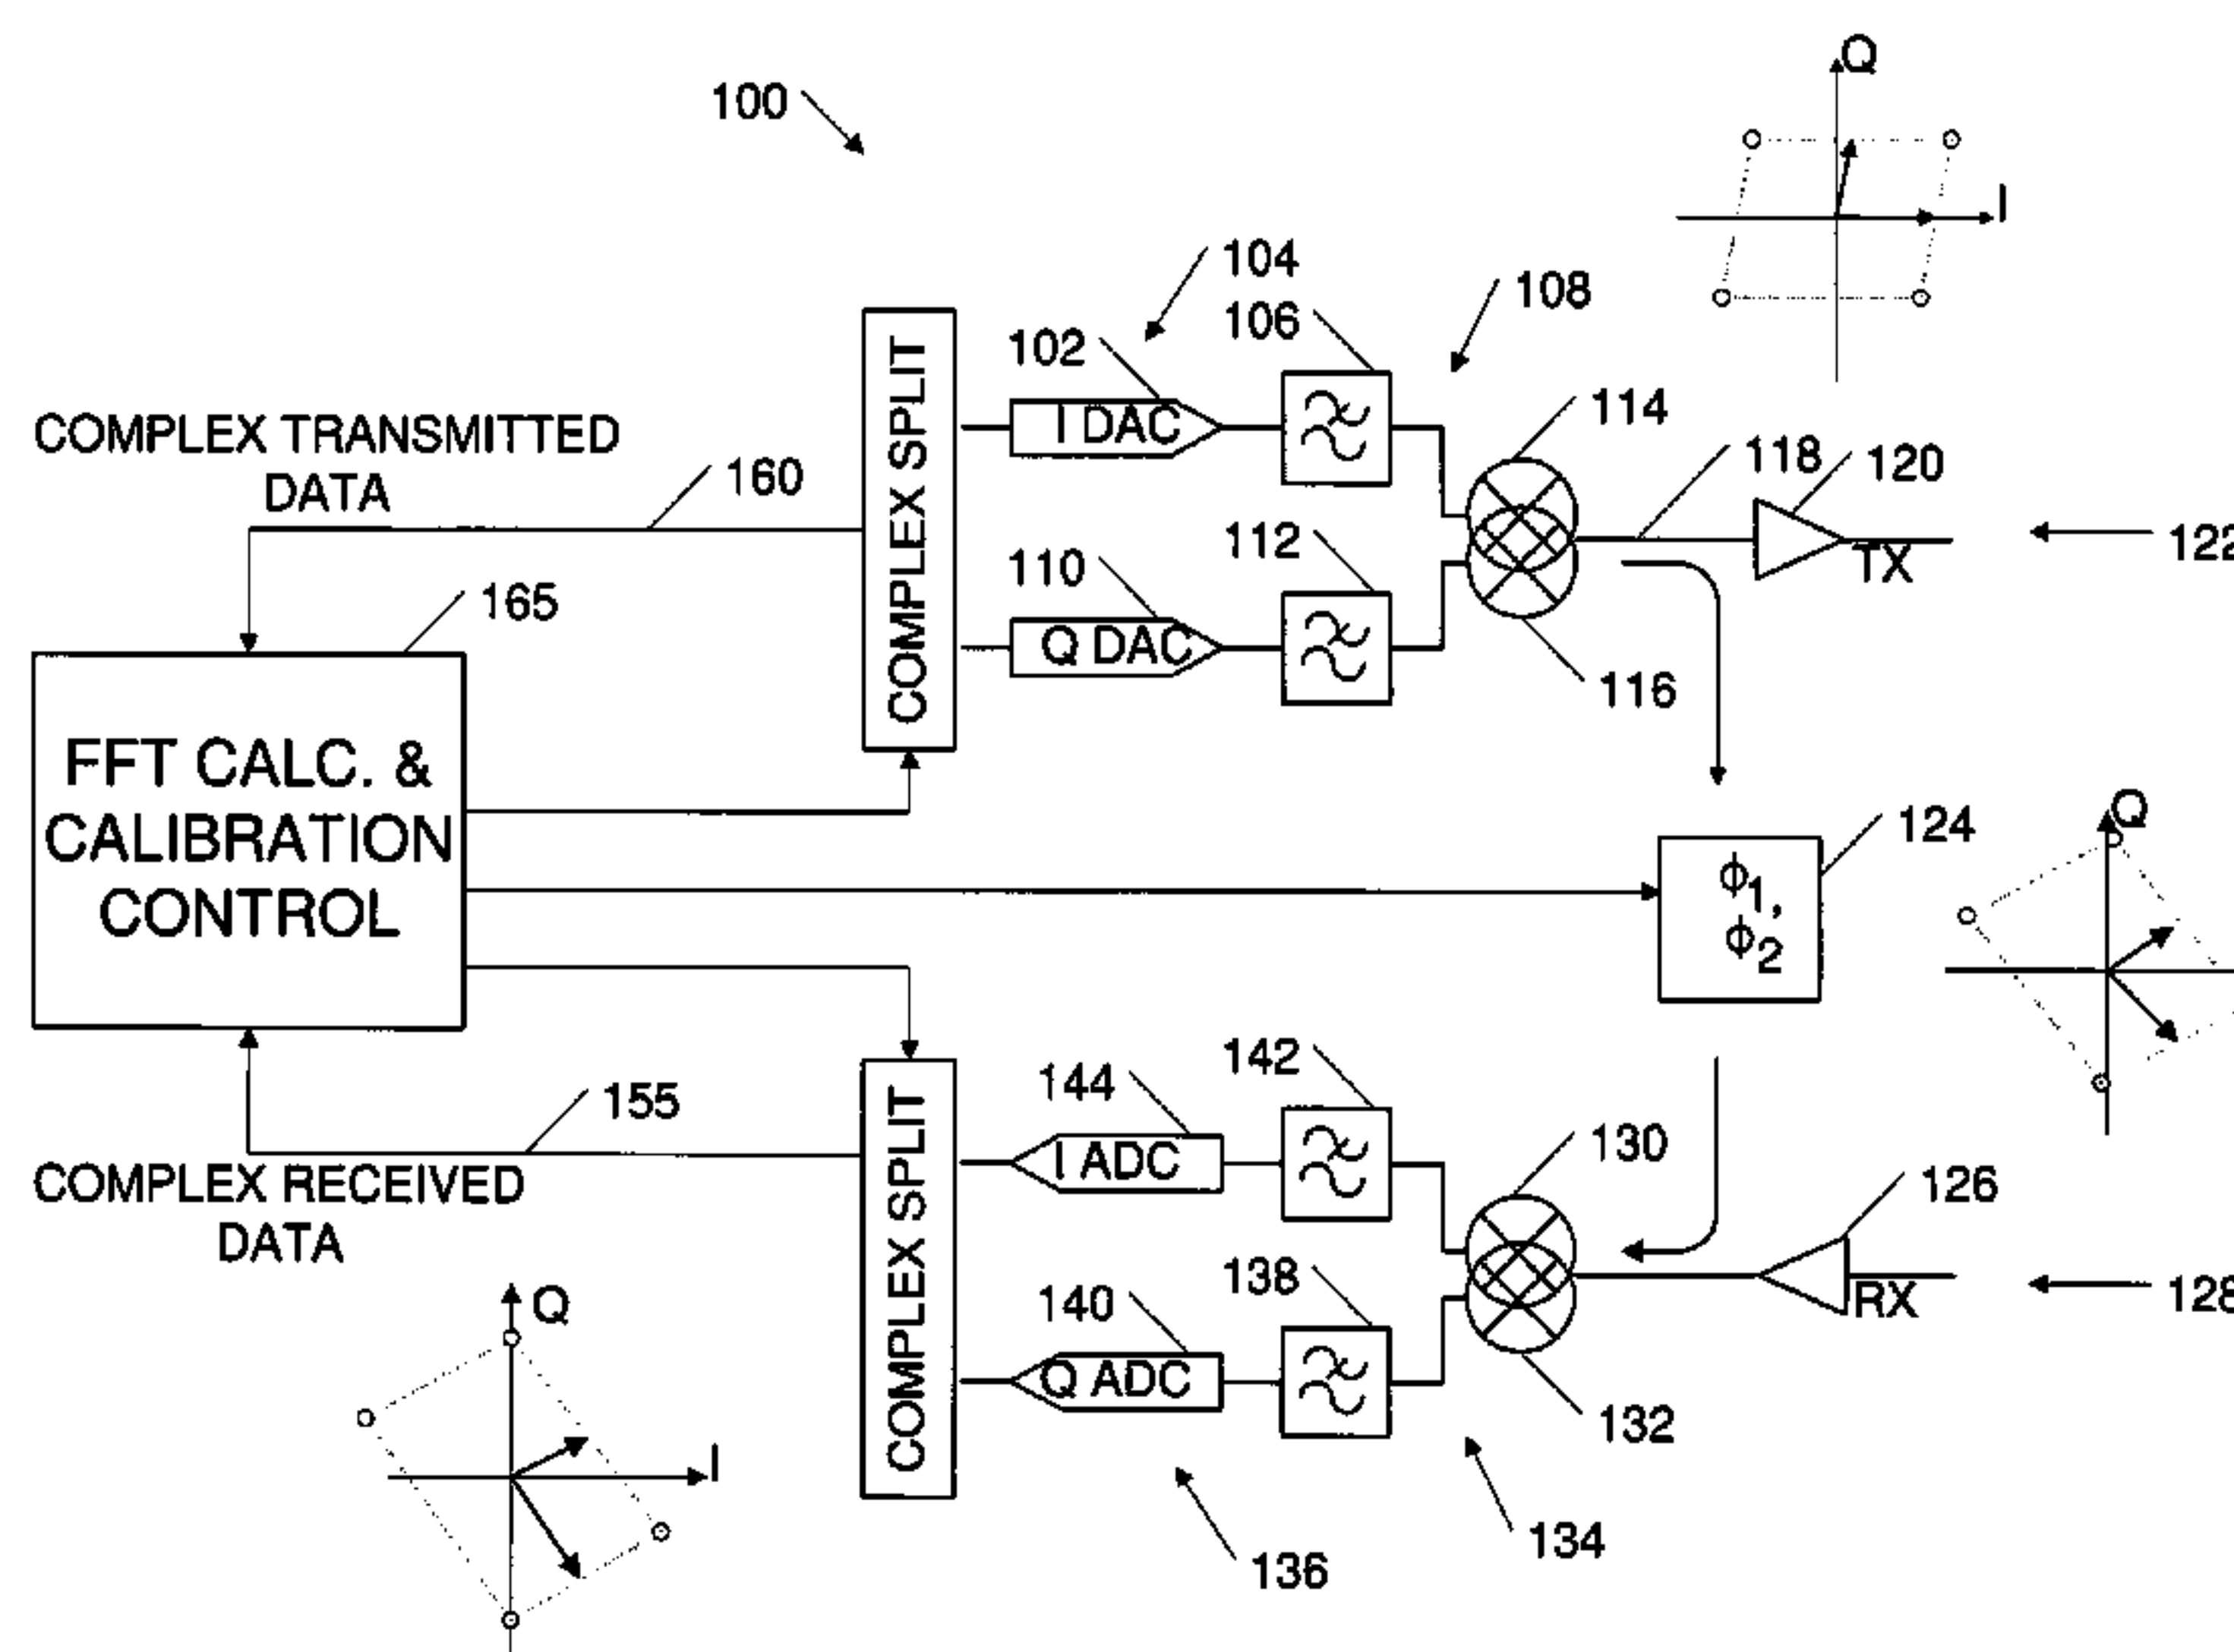 Q
100
I
104
108
106
102
COMPLEX SPLIT
I DAC
114
COMPLEX TRANSMITTED
DATA
160
118
120
112
122
TX
110
165
Q DAC
116
FFT CALC. &
CALIBRATION
CONTROL
124
Q
ϕ1,
ϕ2
142
144
155
130
I ADC
COMPLEX RECEIVED
DATA
COMPLEX SPLIT
126
138
128
RX
140
Q
Q ADC
132
I
134
136